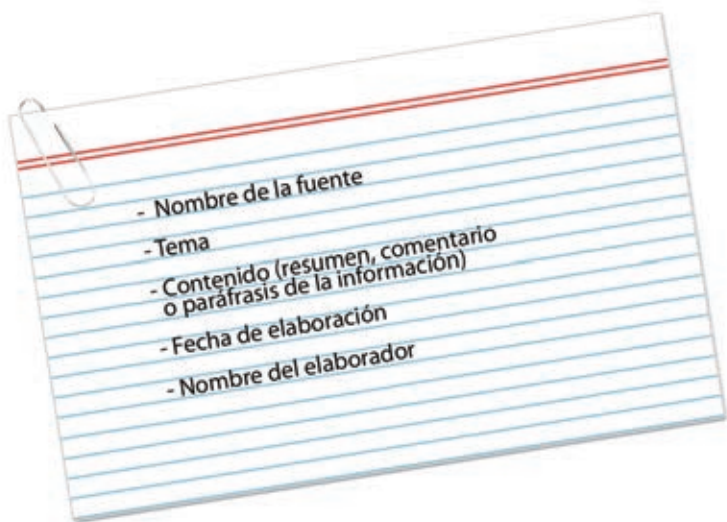 - Nombre de la fuente
- Tema
- Contenido (resumen, comentario
o paráfrasis de la información)
- Fecha de elaboración
- Nombre del elaborador